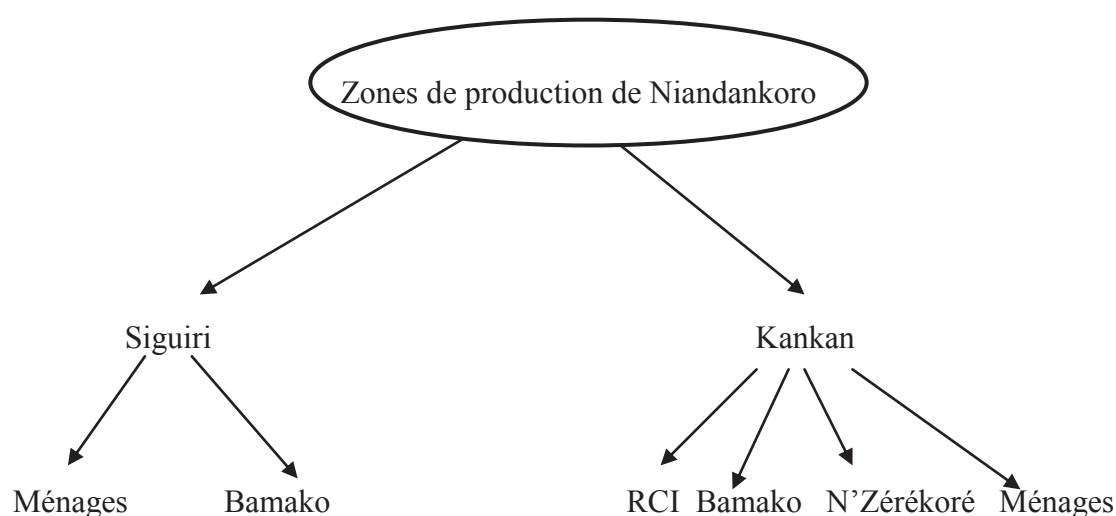 Zones de production de Niandankoro
Siguiri Kankan
Ménages Bamako RCI Bamako N’Zérékoré Ménages